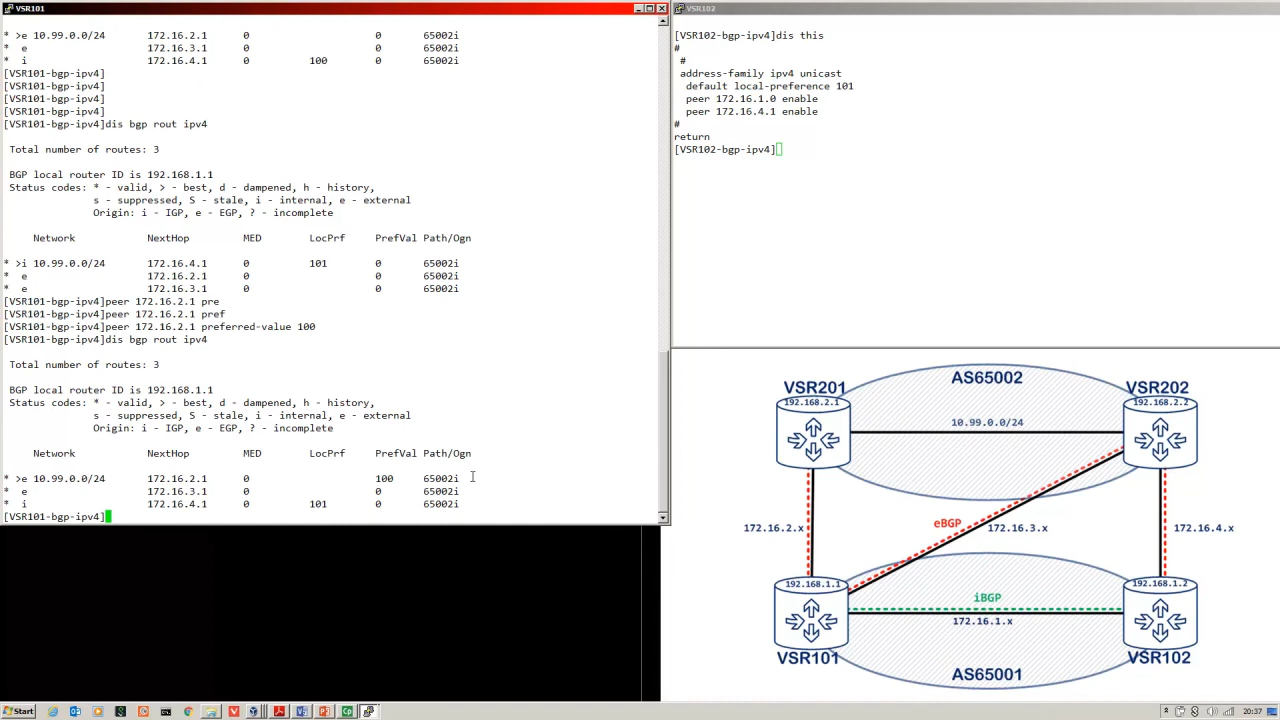 VSR101
* >e 10.99.0.0/24 172.16.2.1 0 0 65002i
* e 172.16.3.1 0 0 65002i
* i 172.16.4.1 0 100 0 65002i
[VSR101-bgp-ipv4]
[VSR101-bgp-ipv4]
[VSR101-bgp-ipv4]
[VSR101-bgp-ipv4]
[VSR101-bgp-ipv4]dis bgp rout ipv4
Total number of routes: 3
BGP local router ID is 192.168.1.1
Status codes: * - valid, > - best, d - dampened, h - history,
s - suppressed, S - stale, i - internal, e - external
Origin: i - IGP, e - EGP, ? - incomplete
Network NextHop MED LocPrf PrefVal Path/Ogn
* >i 10.99.0.0/24 172.16.4.1 0 101 0 65002i
* e 172.16.2.1 0 0 65002i
* e 172.16.3.1 0 0 65002i
[VSR101-bgp-ipv4]peer 172.16.2.1 pre
[VSR101-bgp-ipv4]peer 172.16.2.1 pref
[VSR101-bgp-ipv4]peer 172.16.2.1 preferred-value 100
[VSR101-bgp-ipv4]dis bgp rout ipv4
Total number of routes: 3
BGP local router ID is 192.168.1.1
Status codes: * - valid, > - best, d - dampened, h - history,
s - suppressed, S - stale, i - internal, e - external
Origin: i - IGP, e - EGP, ? - incomplete
Network NextHop MED LocPrf PrefVal Path/Ogn
* >e 10.99.0.0/24 172.16.2.1 0 100 65002i
* e 172.16.3.1 0 0 65002i
* i 172.16.4.1 0 101 0 65002i
[VSR101-bgp-ipv4]
VSR102
[VSR102-bgp-ipv4]dis this
#
#
address-family ipv4 unicast
default local-preference 101
peer 172.16.1.0 enable
peer 172.16.4.1 enable
#
return
[VSR102-bgp-ipv4]
AS65002
VSR201
VSR202
192.168.2.1
192.168.2.2
10.99.0.0/24
172.16.2.x
eBGP
172.16.3.x
172.16.4.x
192.168.1.1
192.168.1.2
iBGP
172.16.1.x
VSR101
VSR102
AS65001
Start
20:37